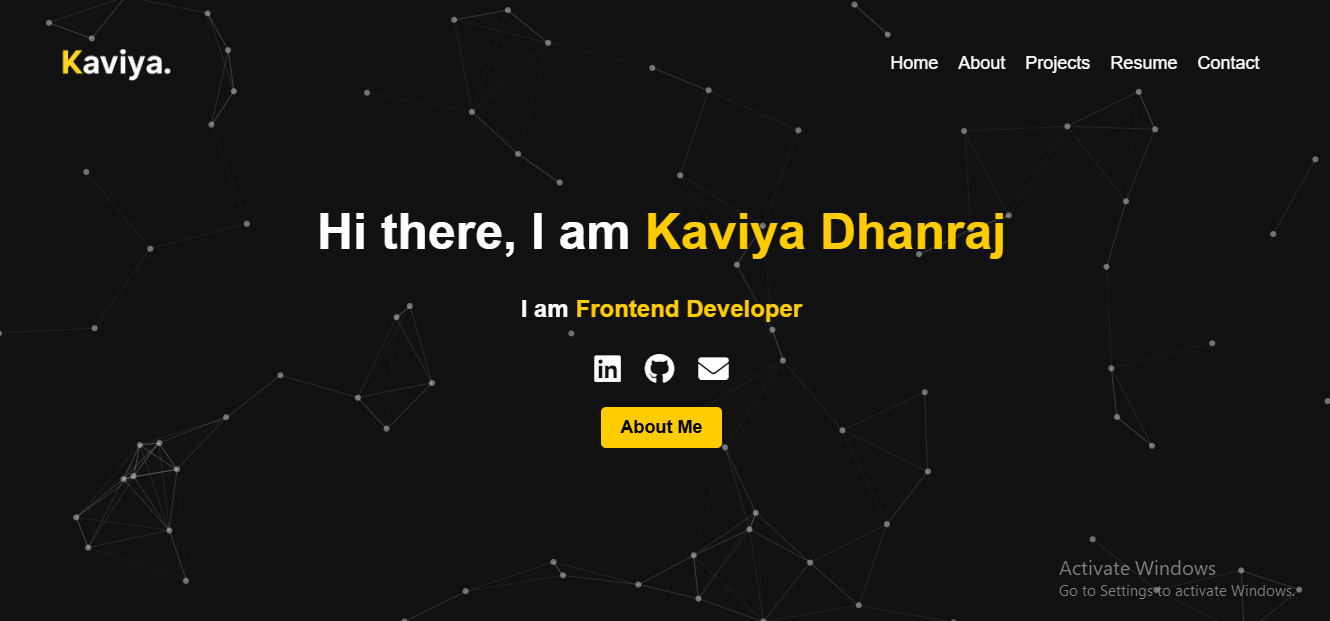 Kaviya.
Home About Projects Resume Contact
Hi there, I am Kaviya Dhanraj
I am Frontend Developer
in
About Me
Activate Windows
Go to Settings to activate Windows.